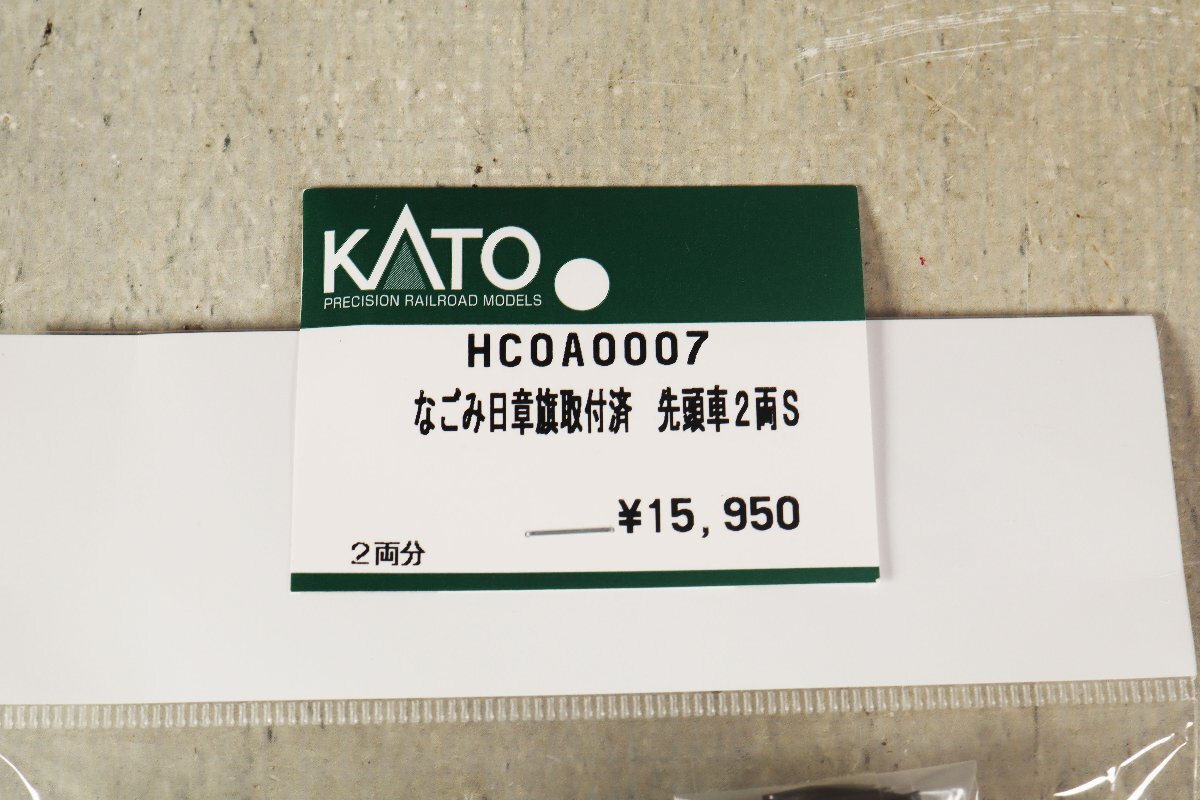 KATO
PRECISION RAILROAD MODELS
HC0A0007
なごみ日章旗取付済 先頭車2両S
¥15,950
2両分